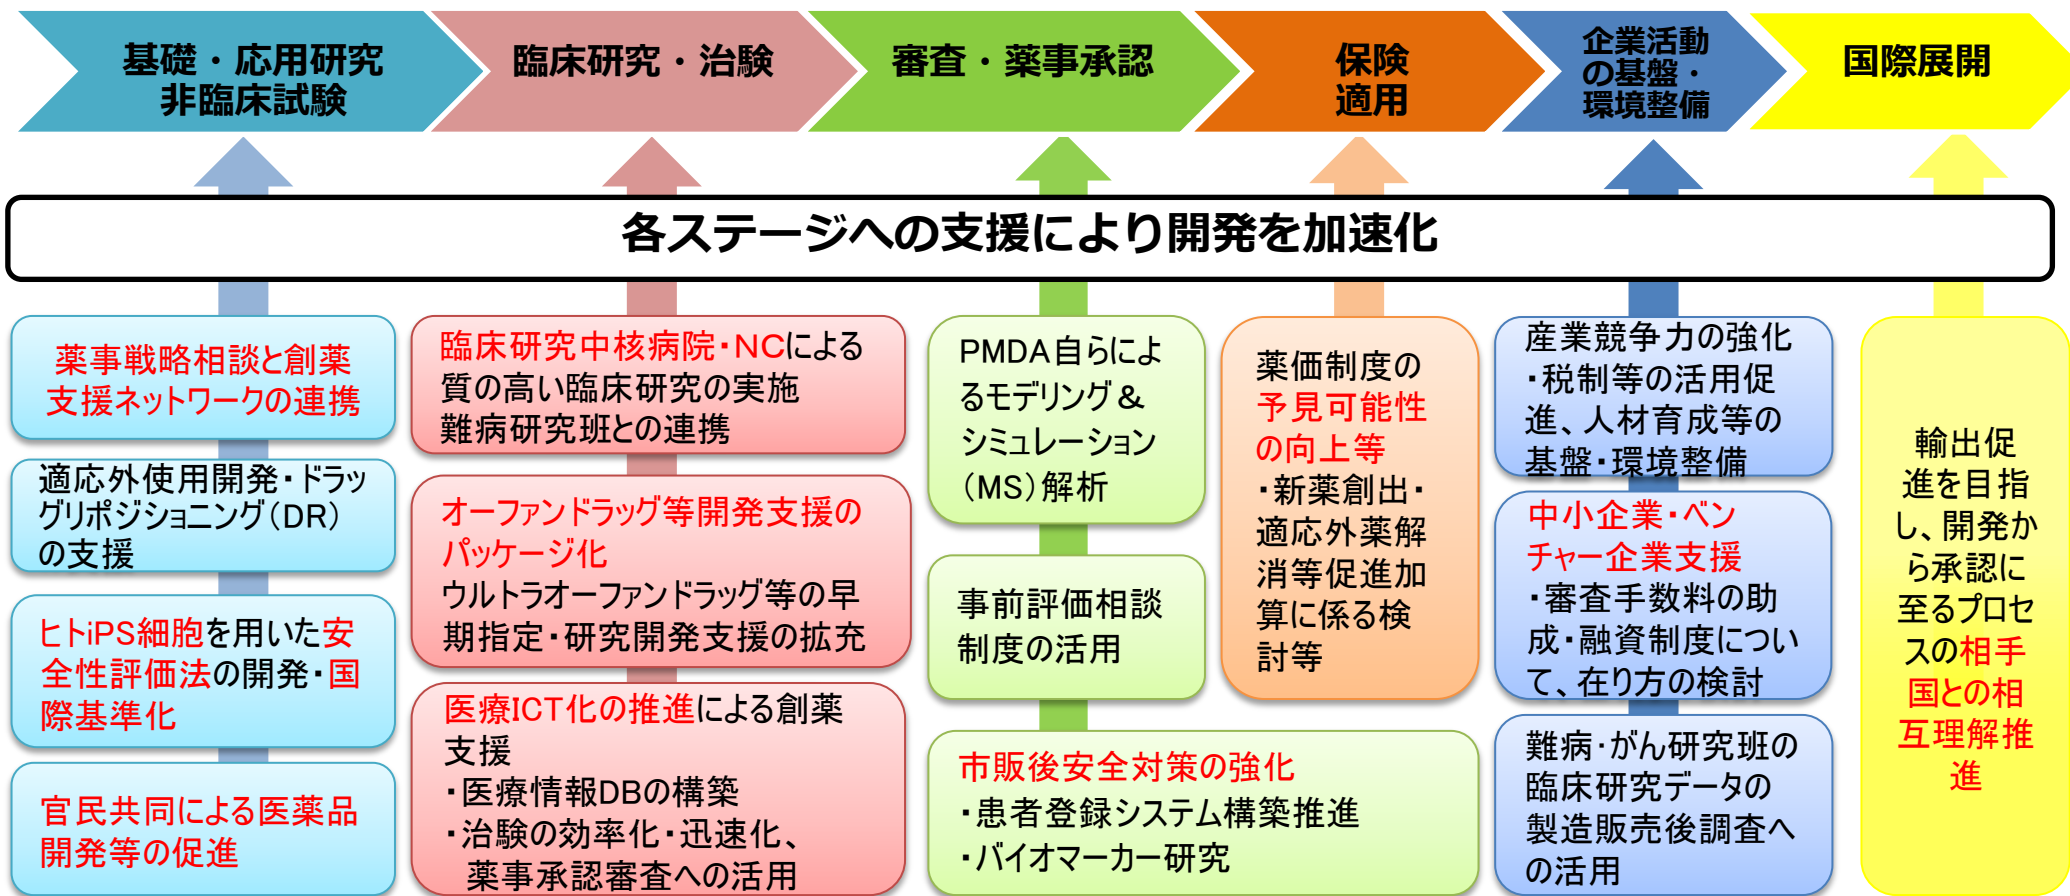 基礎・応用研究
非臨床試験
臨床研究・治験
審査・薬事承認
保険
適用
企業活動
の基盤・
環境整備
国際展開
各ステージへの支援により開発を加速化
薬事戦略相談と創薬
支援ネットワークの連携
適応外使用開発・ドラッ
グリポジショニング(DR)
の支援
ヒトiPS細胞を用いた安
全性評価法の開発・国
際基準化
官民共同による医薬品
開発等の促進
臨床研究中核病院・NCによる
質の高い臨床研究の実施
難病研究班との連携
オーファンドラッグ等開発支援の
パッケージ化
ウルトラオーファンドラッグ等の早
期指定・研究開発支援の拡充
医療ICT化の推進による創薬
支援
・医療情報DBの構築
・治験の効率化・迅速化、
薬事承認審査への活用
PMDA自らによ
るモデリング&
シミュレーション
(MS)解析
事前評価相談
制度の活用
市販後安全対策の強化
・患者登録システム構築推進
・バイオマーカー研究
薬価制度の
予見可能性
の向上等
・新薬創出・
適応外薬解
消等促進加
算に係る検
討等
産業競争力の強化
・税制等の活用促
進、人材育成等の
基盤・環境整備
中小企業・ベン
チャー企業支援
・審査手数料の助
成・融資制度につい
て、在り方の検討
難病・がん研究班の
臨床研究データの
製造販売後調査へ
の活用
輸出促
進を目指
し、開発か
ら承認に
至るプロセ
スの相手
国との相
互理解推
進